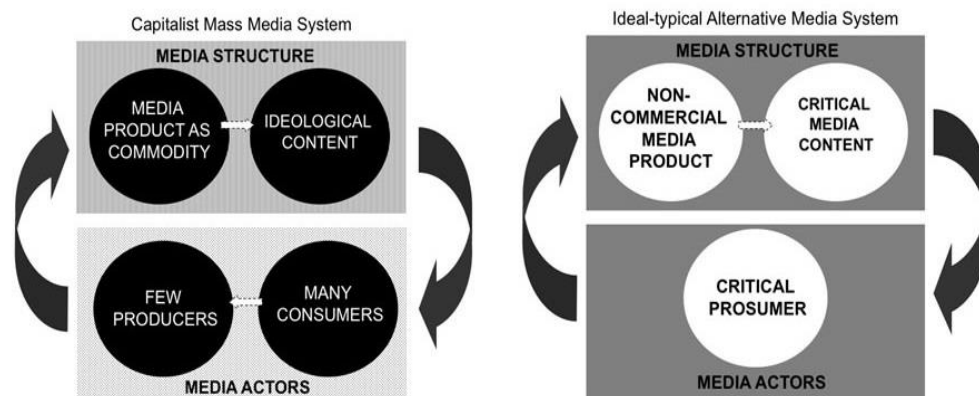 Capitalist Mass Media System
MEDIA STRUCTURE
MEDIA
PRODUCT AS
COMMODITY
IDEOLOGICAL
CONTENT
FEW
PRODUCERS
MANY
CONSUMERS
MEDIA ACTORS
Ideal-typical Alternative Media System
MEDIA STRUCTURE
NON-
COMMERCIAL
MEDIA
PRODUCT
CRITICAL
MEDIA
CONTENT
CRITICAL
PROSUMER
MEDIA ACTORS